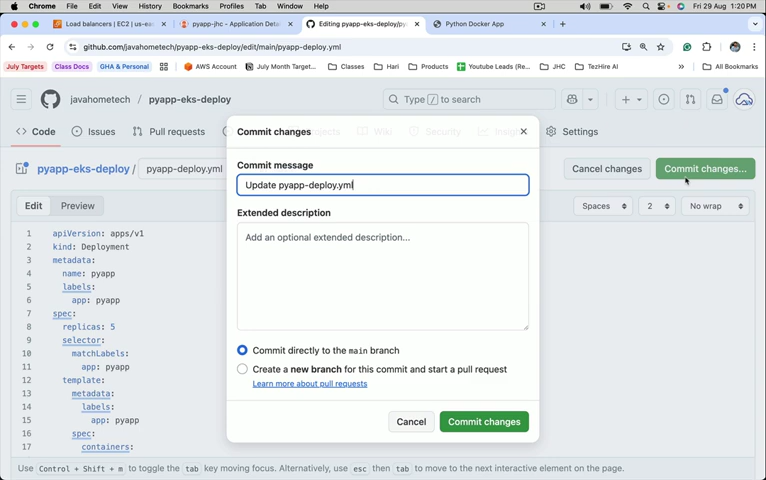 Chrome File Edit View History Bookmarks Profiles Tab Window Help Fri 29 Aug 1:20 PM
Load balancers | EC2 | us-ea
pyapp-jhc - Application Detai
Editing pyapp-eks-deploy/py
Python Docker App
github.com/javahometech/pyapp-eks-deploy/edit/main/pyapp-deploy.yml
July Targets Class Docs GHA & Personal AWS Account July Month Target... Classes Hari Products Youtube Leads (Re... JHC TezHire AI All Bookmarks
javahometech / pyapp-eks-deploy
Type / to search
Code Issues Pull requests Projects Wiki Security Insights Settings
pyapp-eks-deploy / pyapp-deploy.yml
Cancel changes Commit changes...
Edit Preview
Spaces 2 No wrap
1 apiVersion: apps/v1
2 kind: Deployment
3 metadata:
4 name: pyapp
5 labels:
6 app: pyapp
7 spec:
8 replicas: 5
9 selector:
10 matchLabels:
11 app: pyapp
12 template:
13 metadata:
14 labels:
15 app: pyapp
16 spec:
17 containers:
Commit changes
Commit message
Update pyapp-deploy.yml
Extended description
Add an optional extended description...
Commit directly to the main branch
Create a new branch for this commit and start a pull request
Learn more about pull requests
Cancel Commit changes
Use Control + Shift + m to toggle the tab key moving focus. Alternatively, use esc then tab to move to the next interactive element on the page.